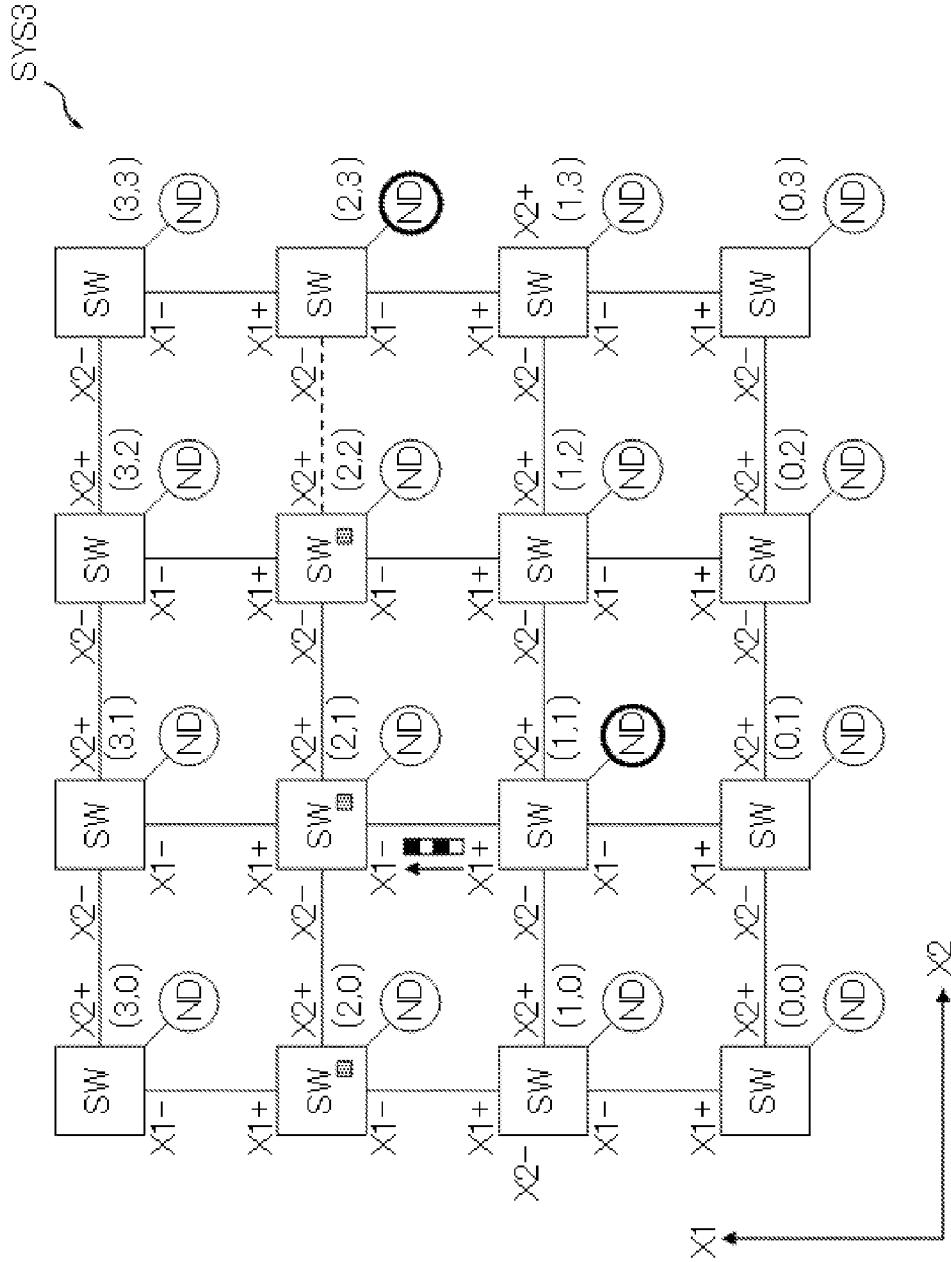 SYS3
X2+ X2- X2+ X2- X2+ X2-
SW SW SW SW
(3,0) (3,1) (3,2) (3,3)
X1- X1- X1- X1-
ND ND ND ND
X1+ X1+ X1+ X1+
X2+ X2- X2+ X2- X2+ X2-
SW SW SW SW
(2,0) (2,1) (2,2) (2,3)
X1- X1- X1- X1-
ND ND ND ND
X1+ X1+ X1+ X1+
X2- X2+ X2- X2+ X2- X2+ X2- X2+
SW SW SW SW
(1,0) (1,1) (1,2) (1,3)
X1- X1- X1- X1-
ND ND ND ND
X1+ X1+ X1+ X1+
X2+ X2- X2+ X2- X2+ X2-
SW SW SW SW
(0,0) (0,1) (0,2) (0,3)
ND ND ND ND
X1
X2